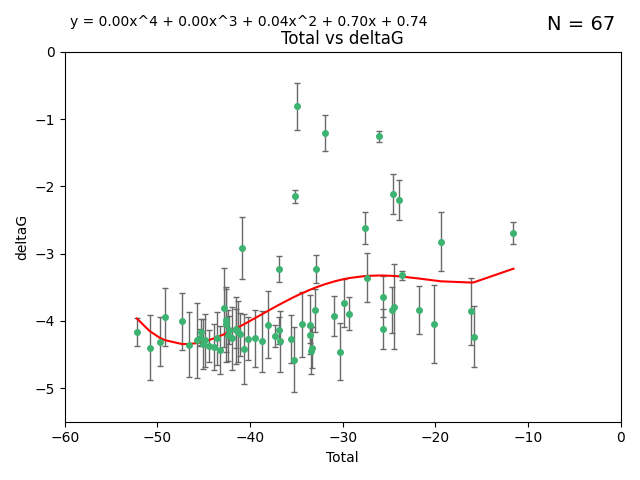 y = 0.00x^4 + 0.00x^3 + 0.04x^2 + 0.70x + 0.74
N = 67
Total vs deltaG
0
−1
−2
−3
−4
−5
deltaG
−60 −50 −40 −30 −20 −10 0
Total